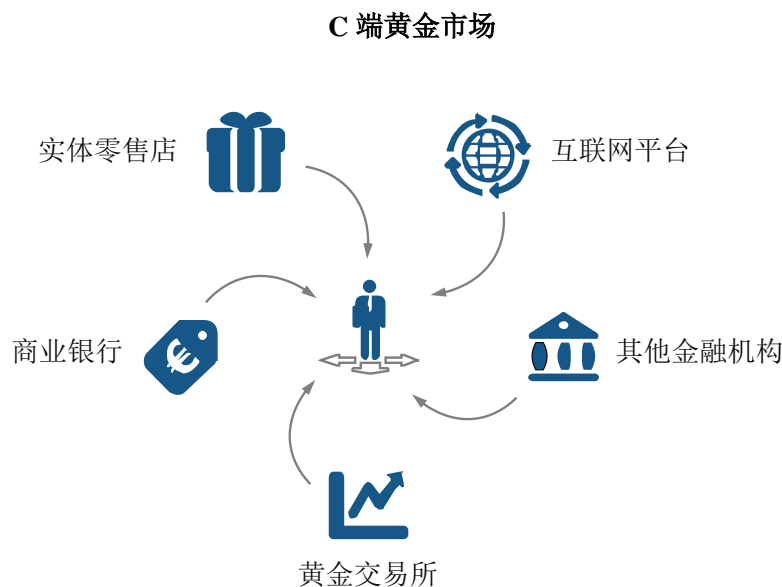 C 端黄金市场
实体零售店
互联网平台
商业银行
€
其他金融机构
黄金交易所